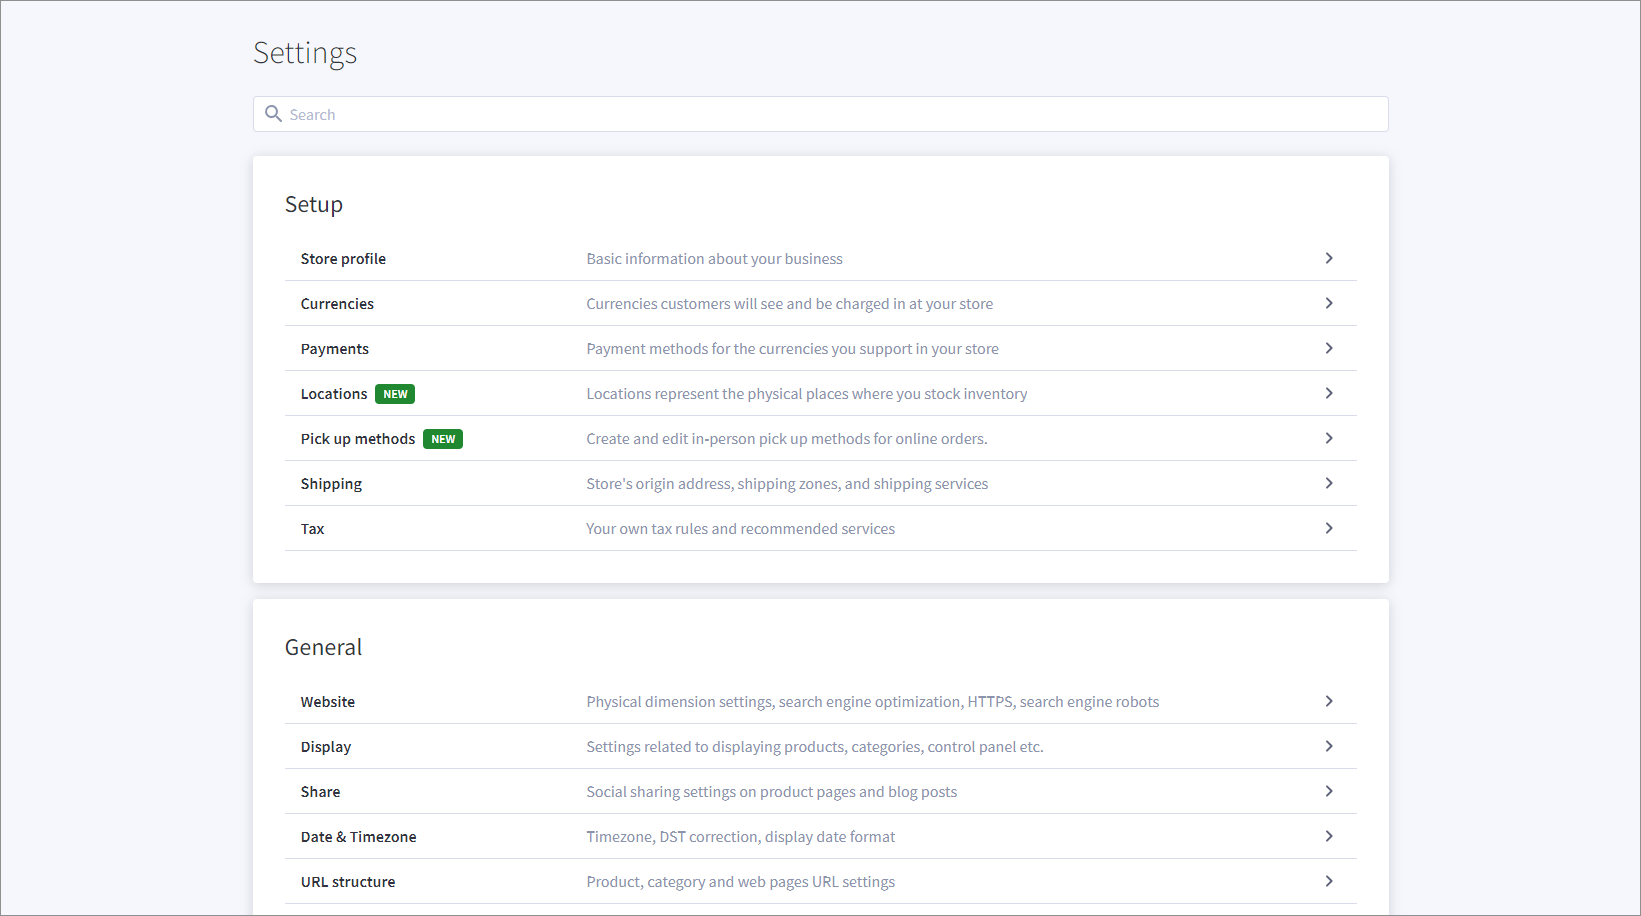 Settings
Search
Setup
Store profile Basic information about your business
Currencies Currencies customers will see and be charged in at your store
Payments Payment methods for the currencies you support in your store
Locations NEW Locations represent the physical places where you stock inventory
Pick up methods NEW Create and edit in-person pick up methods for online orders.
Shipping Store's origin address, shipping zones, and shipping services
Tax Your own tax rules and recommended services
General
Website Physical dimension settings, search engine optimization, HTTPS, search engine robots
Display Settings related to displaying products, categories, control panel etc.
Share Social sharing settings on product pages and blog posts
Date & Timezone Timezone, DST correction, display date format
URL structure Product, category and web pages URL settings